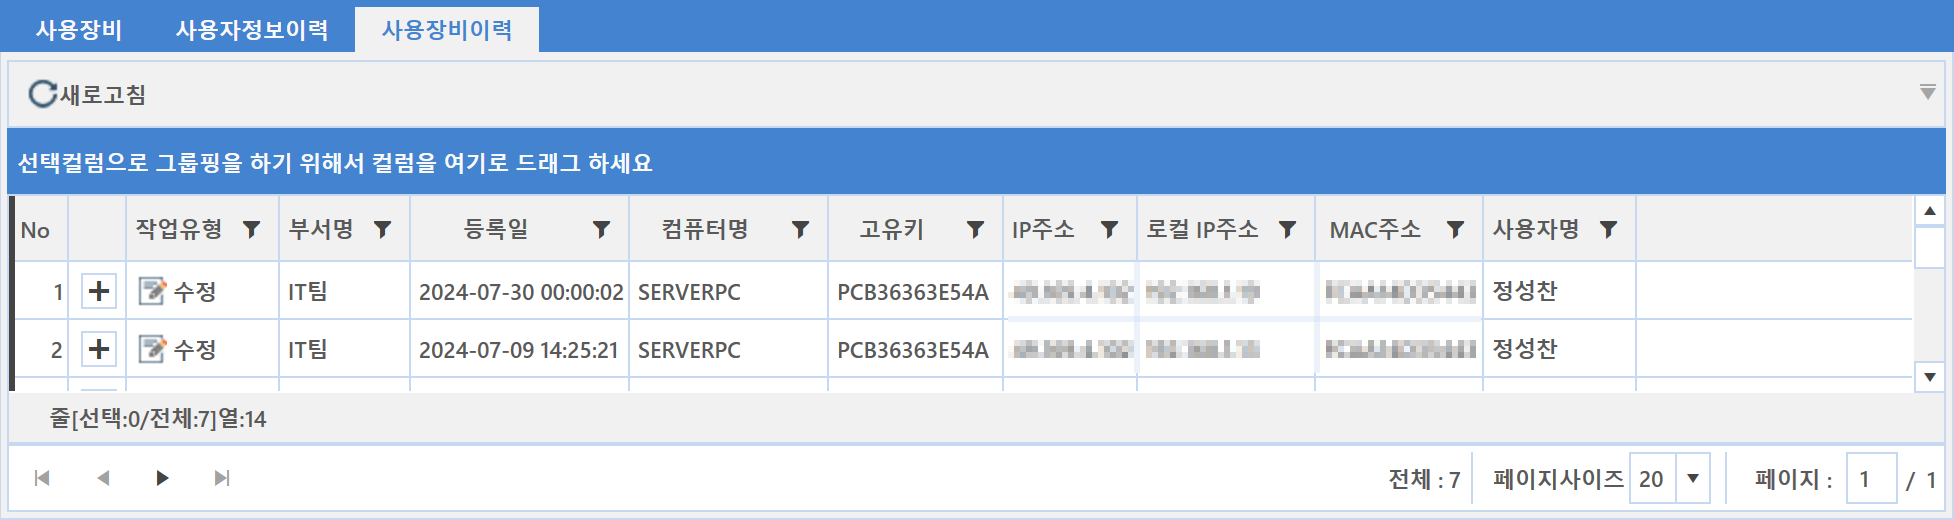 사용장비 사용자정보이력 사용장비이력
새로고침
선택컬럼으로 그룹핑을 하기 위해서 컬럼을 여기로 드래그 하세요
No 작업유형 부서명 등록일 컴퓨터명 고유키 IP주소 로컬 IP주소 MAC주소 사용자명
1 수정 IT팀 2024-07-30 00:00:02 SERVERPC PCB36363E54A 정성찬
2 수정 IT팀 2024-07-09 14:25:21 SERVERPC PCB36363E54A 정성찬
줄[선택:0/전체:7]열:14
전체 : 7 페이지사이즈 20 페이지 : 1 / 1